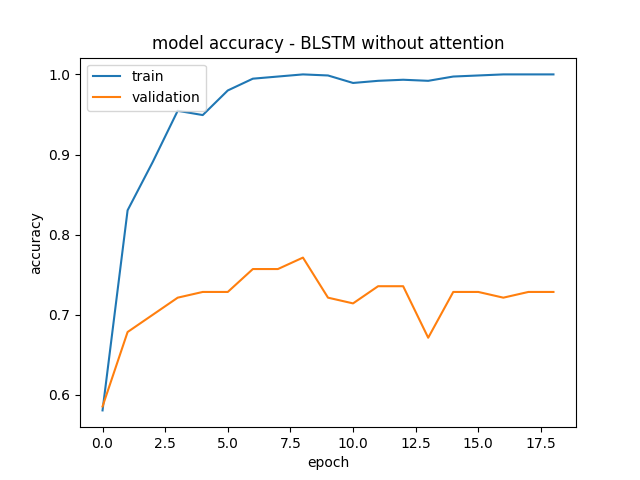 model accuracy - BLSTM without attention
train
validation
1.0
0.9
0.8
0.7
0.6
accuracy
0.0 2.5 5.0 7.5 10.0 12.5 15.0 17.5
epoch